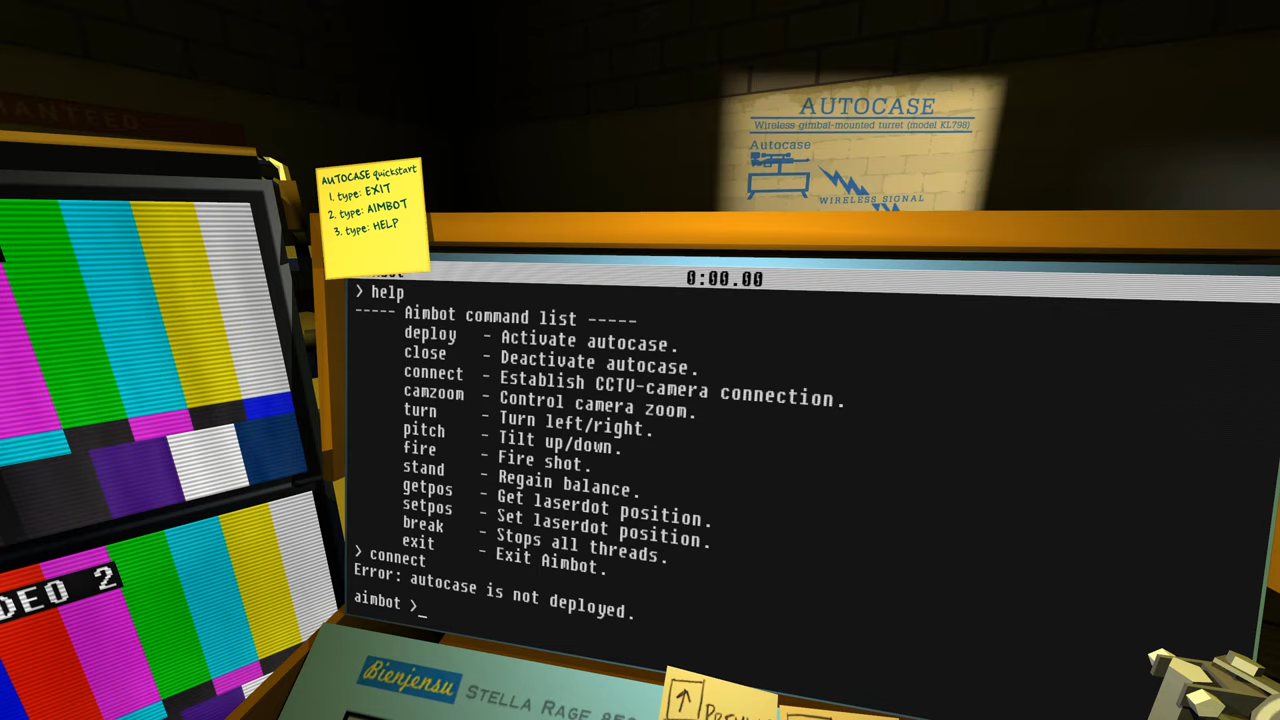 AUTOCASE
Wireless gimbal-mounted turret (model KL798)
Autocase
WIRELESS SIGNAL
AUTOCASE quickstart
1. type: EXIT
2. type: AIMBOT
3. type: HELP
0:00.00
> help
----- Aimbot command list -----
deploy - Activate autocase.
close - Deactivate autocase.
connect - Establish CCTV-camera connection.
camzoom - Control camera zoom.
turn - Turn left/right.
pitch - Tilt up/down.
fire - Fire shot.
stand - Regain balance.
getpos - Get laserdot position.
setpos - Set laserdot position.
break - Stops all threads.
exit - Exit Aimbot.
> connect
Error: autocase is not deployed.
aimbot >_
DEO 2
Bienjensu
STELLA RAGE